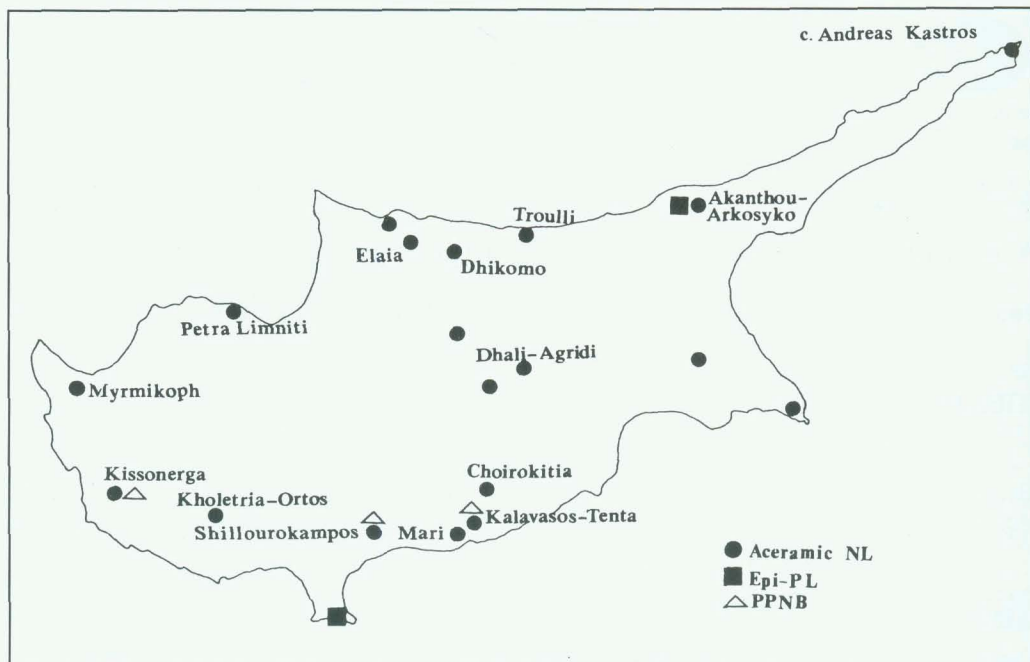 c. Andreas Kastros
Akanthou-
Arkosyko
Troulli
Elaia
Dhikomo
Petra Limniti
Dhali-Agridi
Myrmikoph
Choirokitia
Kissonerga
Kholetria-Ortos
Kalavasos-Tenta
Shillourokampos
Mari
Aceramic NL
Epi-PL
PPNB